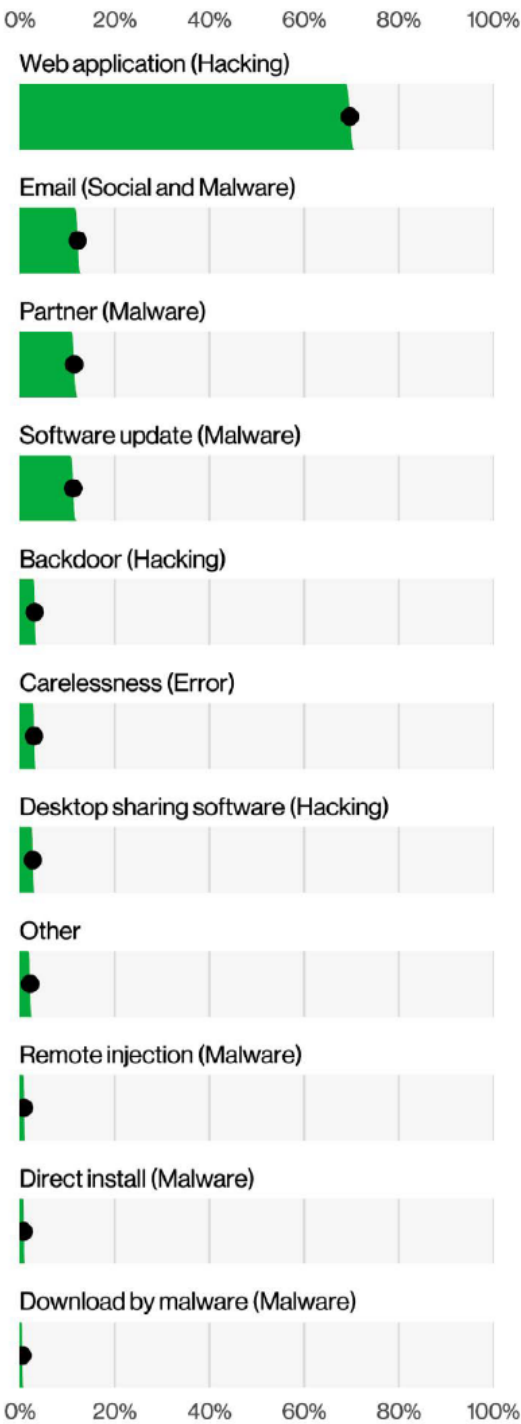 0% 20% 40% 60% 80% 100%
Web application (Hacking)
Email (Social and Malware)
Partner (Malware)
Software update (Malware)
Backdoor (Hacking)
Carelessness (Error)
Desktop sharing software (Hacking)
Other
Remote injection (Malware)
Direct install (Malware)
Download by malware (Malware)
0% 20% 40% 60% 80% 100%